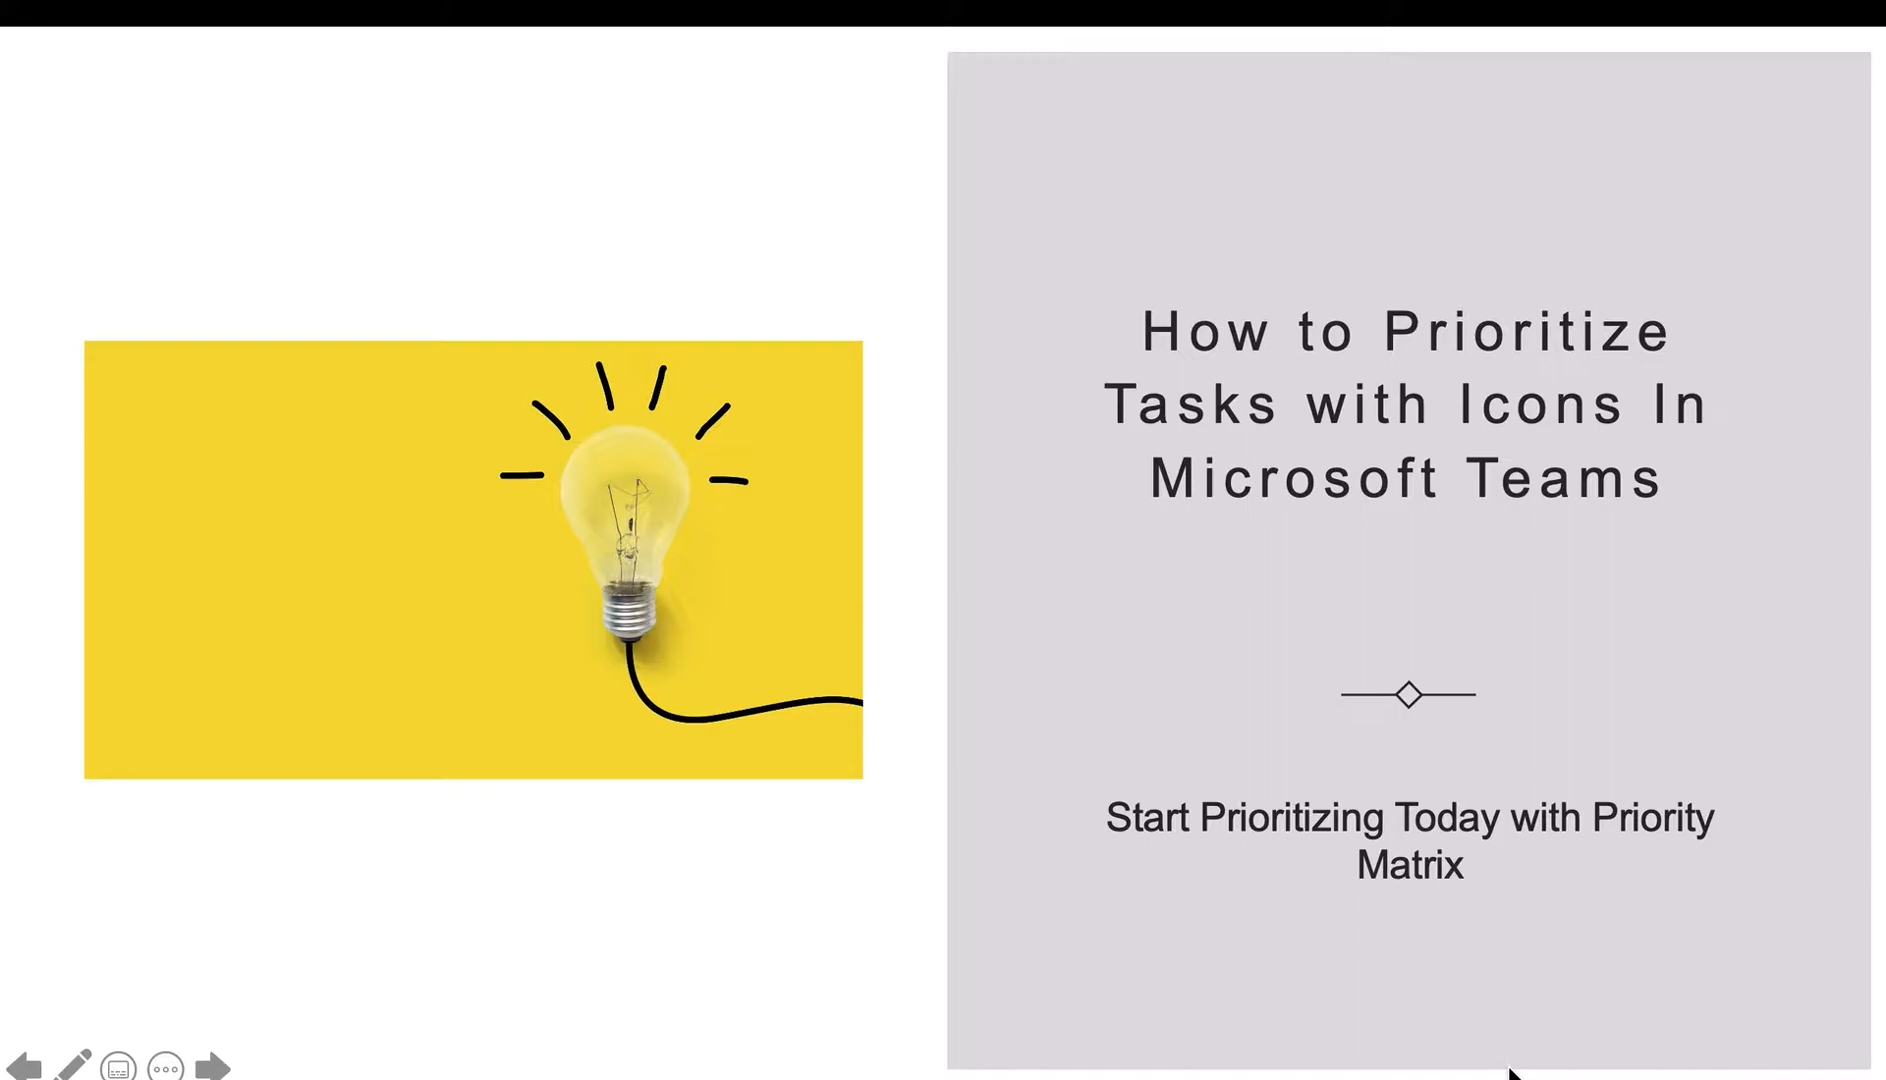 How to Prioritize
Tasks with Icons In
Microsoft Teams
Start Prioritizing Today with Priority
Matrix